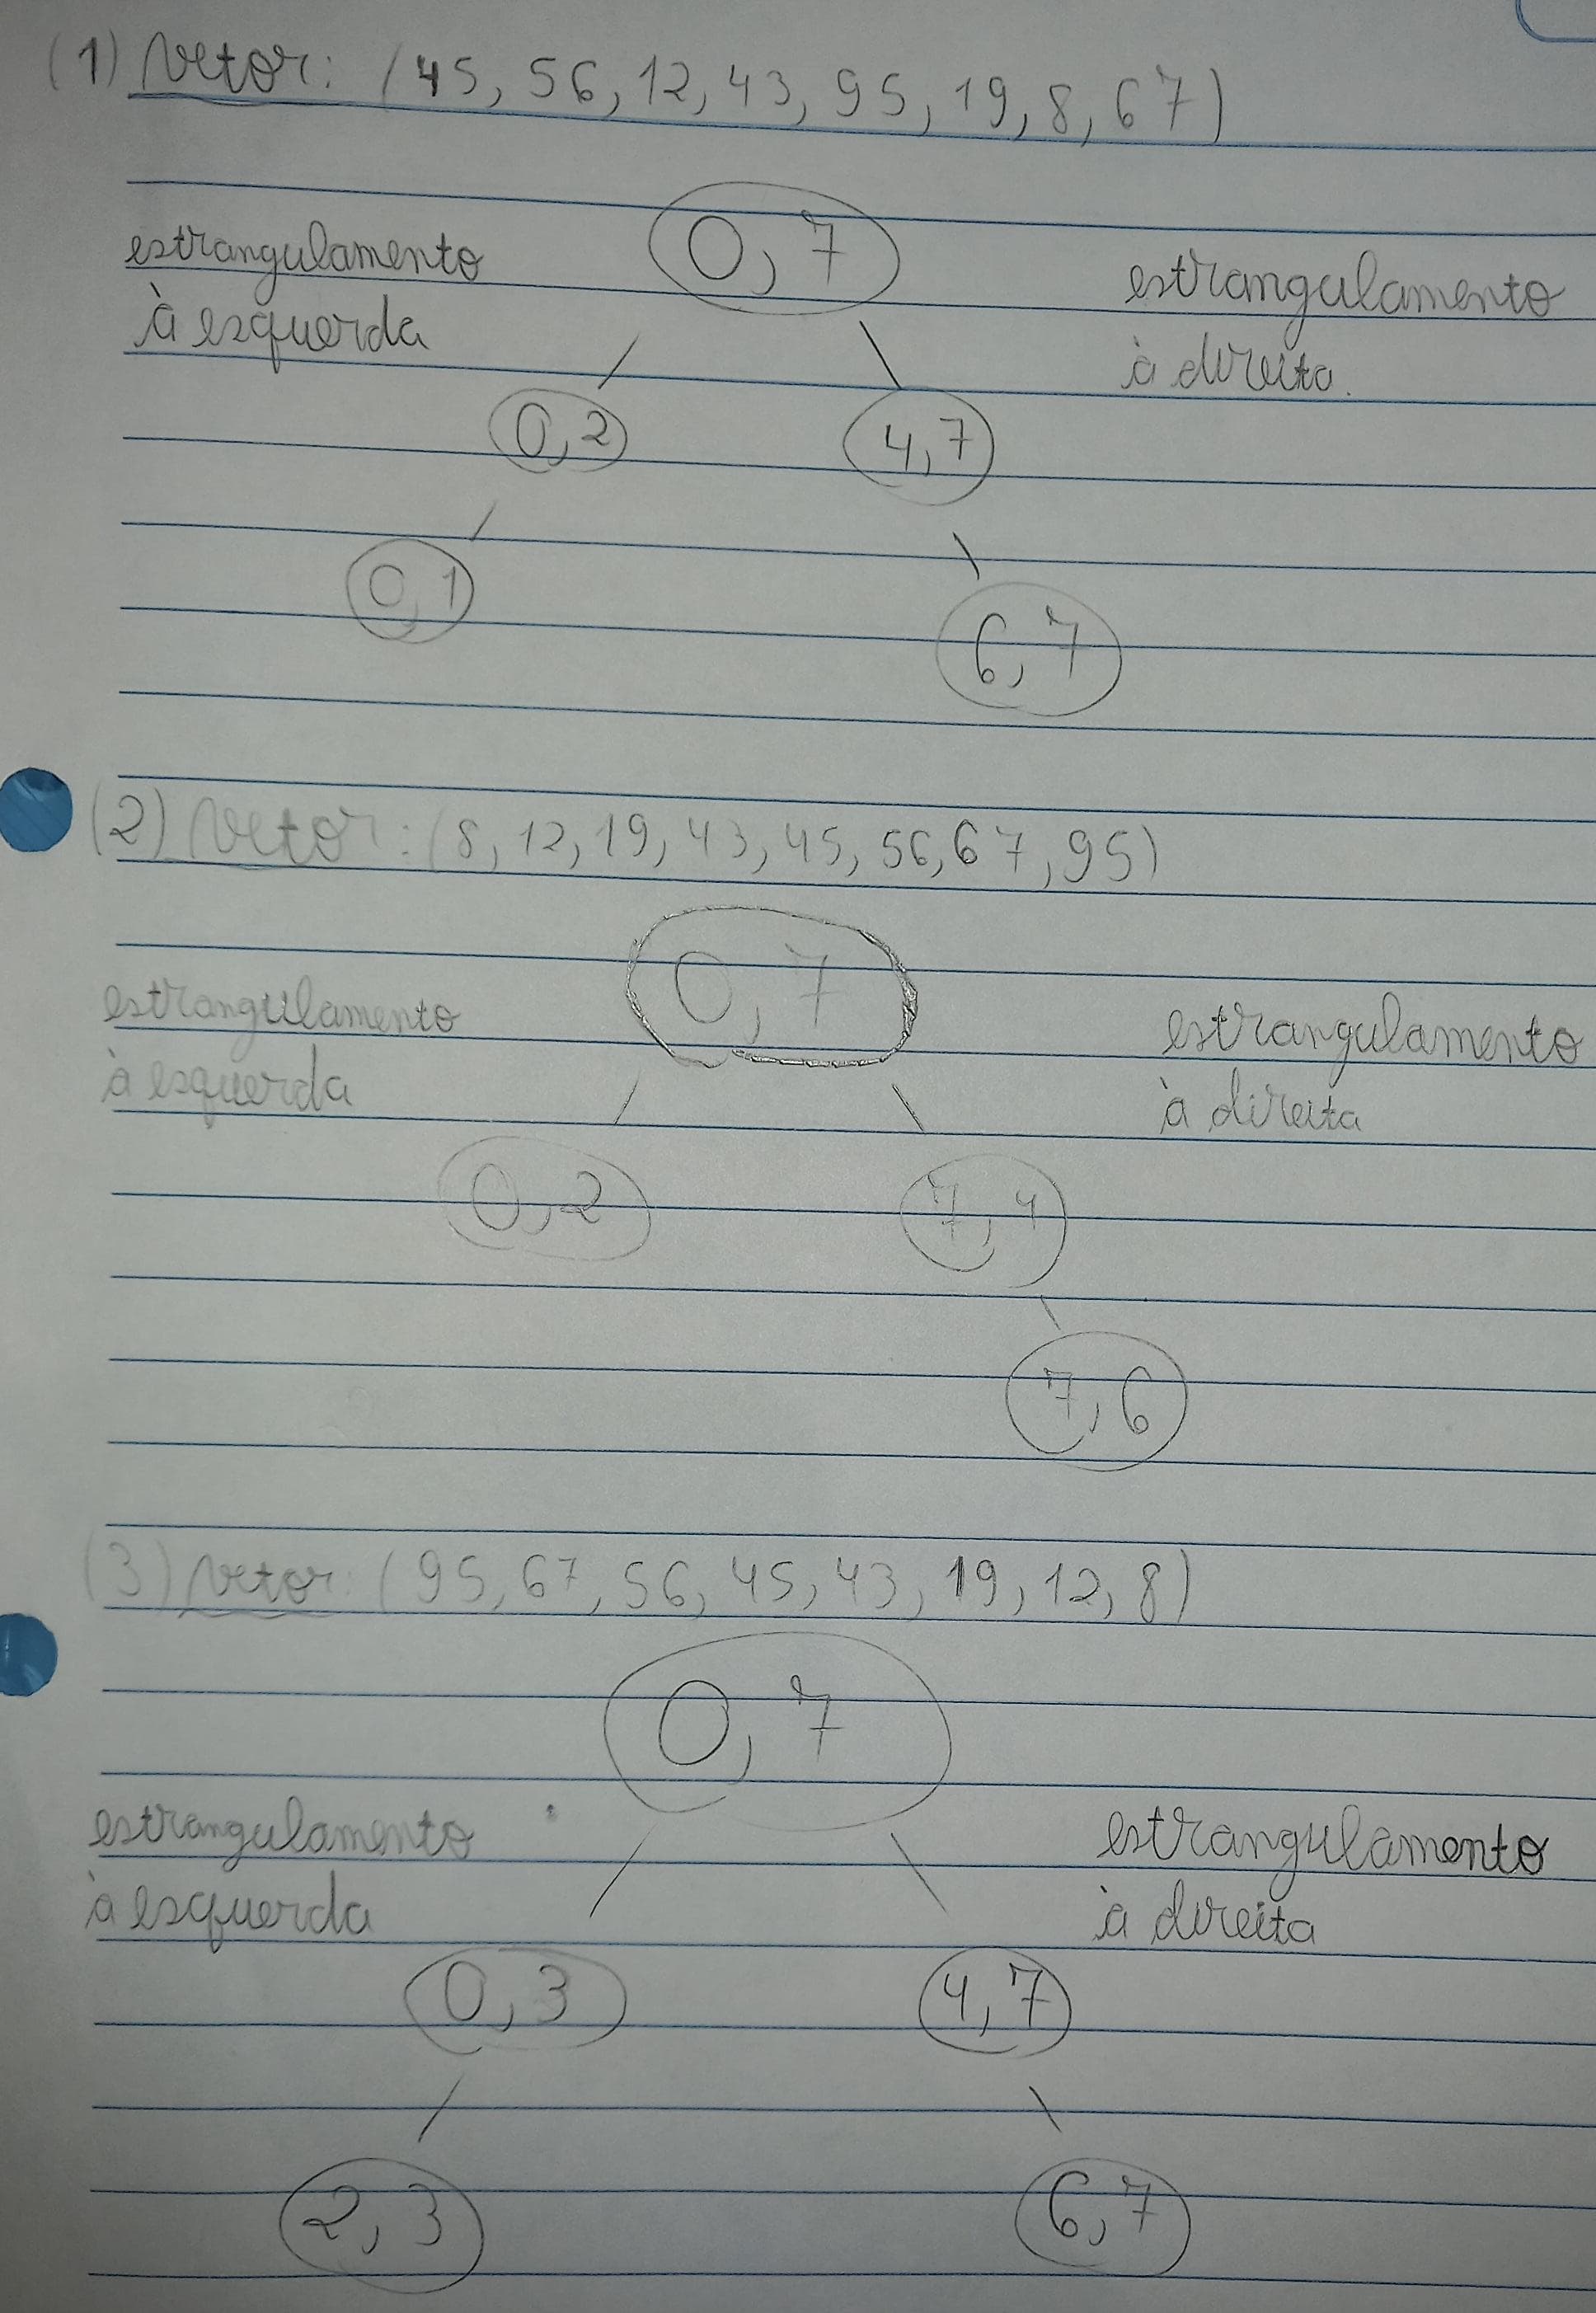 (1) Vetor: (45, 56, 12, 43, 95, 19, 8, 67)
0, 7
estrangulamento
à esquerda
estrangulamento
à direita.
0,2
4,7
0,1
6,7
(2) Vetor: (8, 12, 19, 43, 45, 56, 67, 95)
0, 7
estrangulamento
à esquerda
estrangulamento
à direita
0,2
7,4
7,6
(3) Vetor: (95, 67, 56, 45, 43, 19, 12, 8)
0, 7
estrangulamento
à esquerda
estrangulamento
à direita
0,3
4,7
2,3
6,7